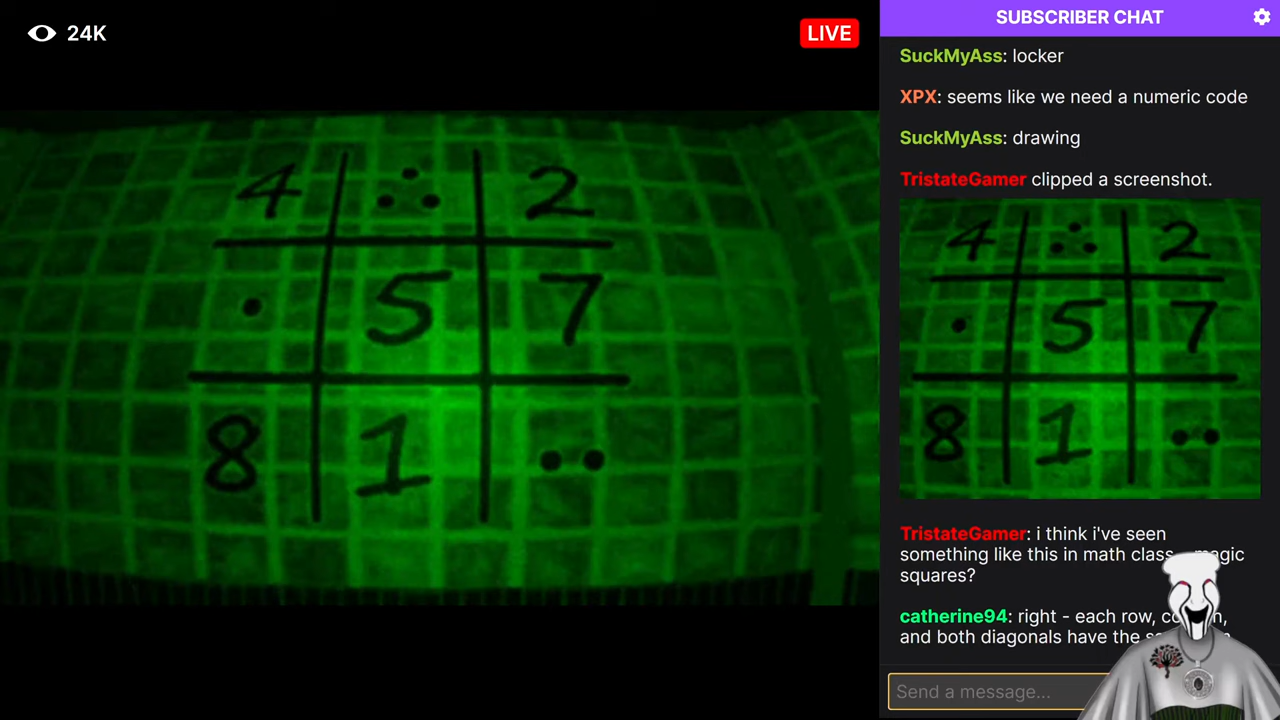 24K
LIVE
SUBSCRIBER CHAT
SuckMyAss: locker
XPX: seems like we need a numeric code
SuckMyAss: drawing
TristateGamer clipped a screenshot.
4 2
5 7
8 1
4 2
5 7
8 1
TristateGamer: i think i've seen
something like this in math class
squares?
catherine94: right - each row,
and both diagonals have the
Send a message...